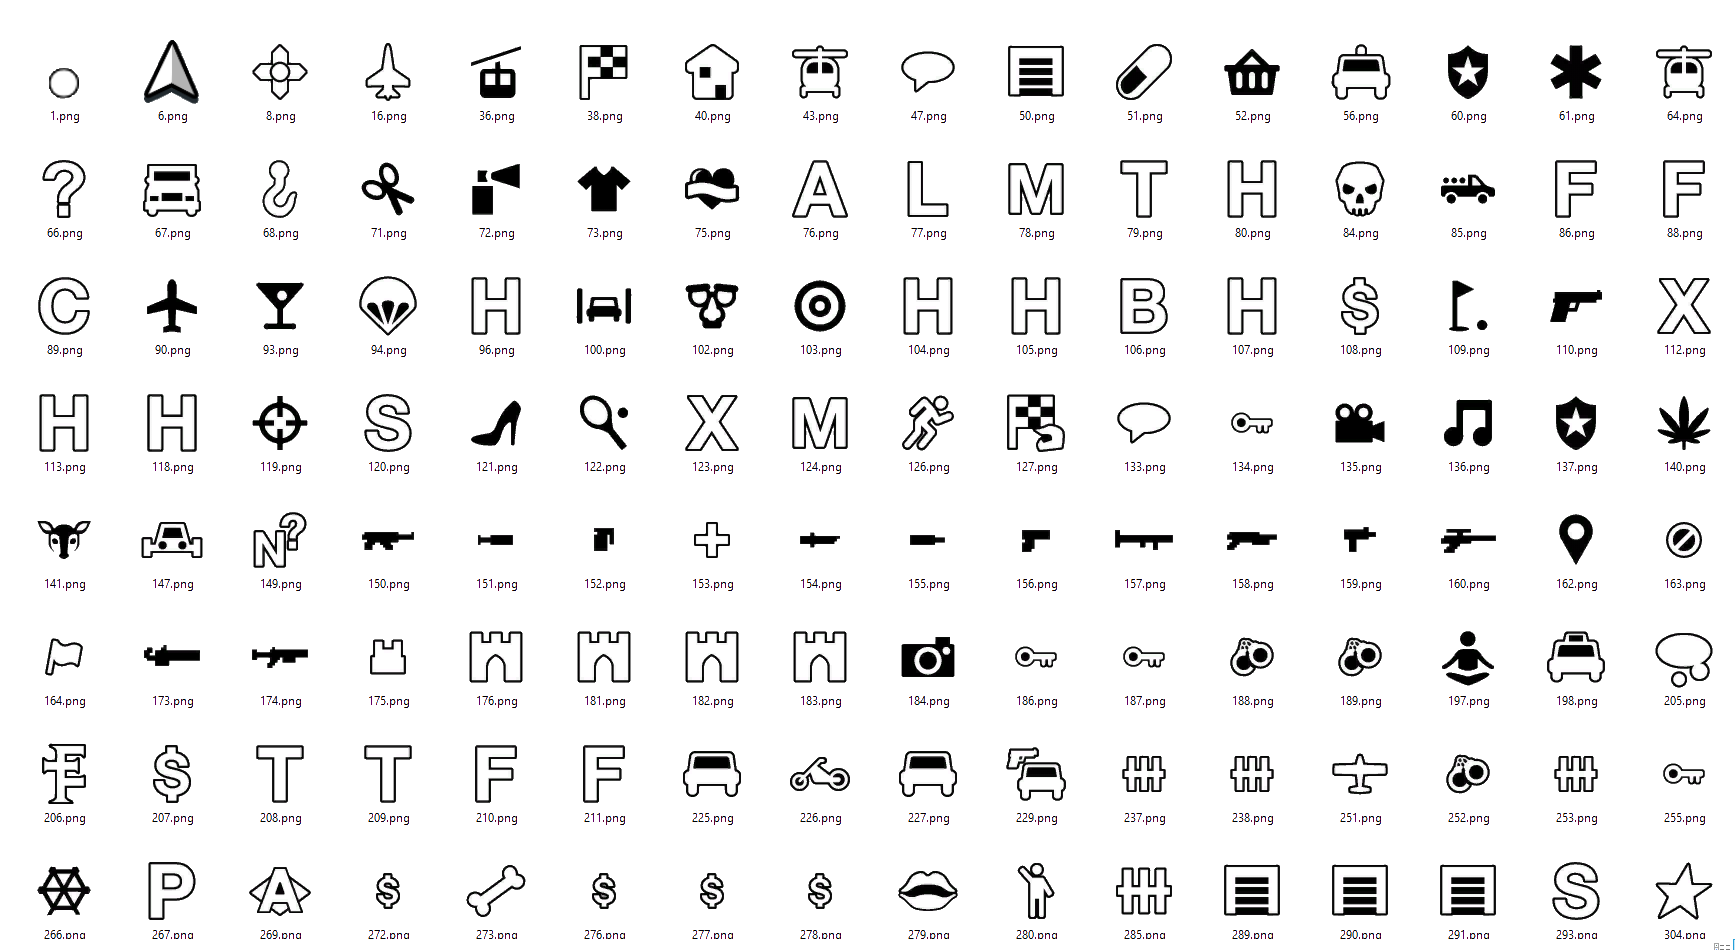 1.png 6.png 8.png 16.png 36.png 38.png 40.png 43.png 47.png 50.png 51.png 52.png 56.png 60.png 61.png 64.png
? A L M T H F F
66.png 67.png 68.png 71.png 72.png 73.png 75.png 76.png 77.png 78.png 79.png 80.png 84.png 85.png 86.png 88.png
C H H H B H $ X
89.png 90.png 93.png 94.png 96.png 100.png 102.png 103.png 104.png 105.png 106.png 107.png 108.png 109.png 110.png 112.png
H H S X M
113.png 118.png 119.png 120.png 121.png 122.png 123.png 124.png 126.png 127.png 133.png 134.png 135.png 136.png 137.png 140.png
N?
141.png 147.png 149.png 150.png 151.png 152.png 153.png 154.png 155.png 156.png 157.png 158.png 159.png 160.png 162.png 163.png
164.png 173.png 174.png 175.png 176.png 181.png 182.png 183.png 184.png 186.png 187.png 188.png 189.png 197.png 198.png 205.png
F $ T T F F
206.png 207.png 208.png 209.png 210.png 211.png 225.png 226.png 227.png 229.png 237.png 238.png 251.png 252.png 253.png 255.png
P A $ $ $ $ S
266.png 267.png 269.png 272.png 273.png 276.png 277.png 278.png 279.png 280.png 285.png 289.png 290.png 291.png 293.png 304.png